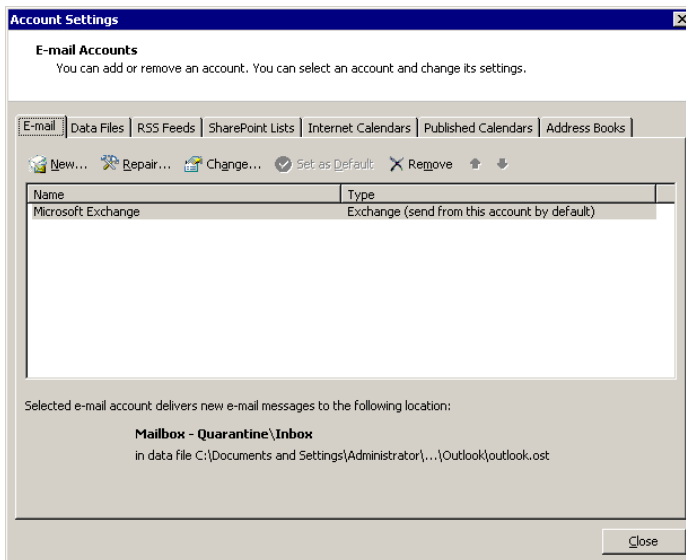 Account Settings
E-mail Accounts
You can add or remove an account. You can select an account and change its settings.
E-mail Data Files RSS Feeds SharePoint Lists Internet Calendars Published Calendars Address Books
New... Repair... Change... Set as Default Remove
Name Type
Microsoft Exchange Exchange (send from this account by default)
Selected e-mail account delivers new e-mail messages to the following location:
Mailbox - Quarantine\Inbox
in data file C:\Documents and Settings\Administrator\...\Outlook\outlook.ost
Close